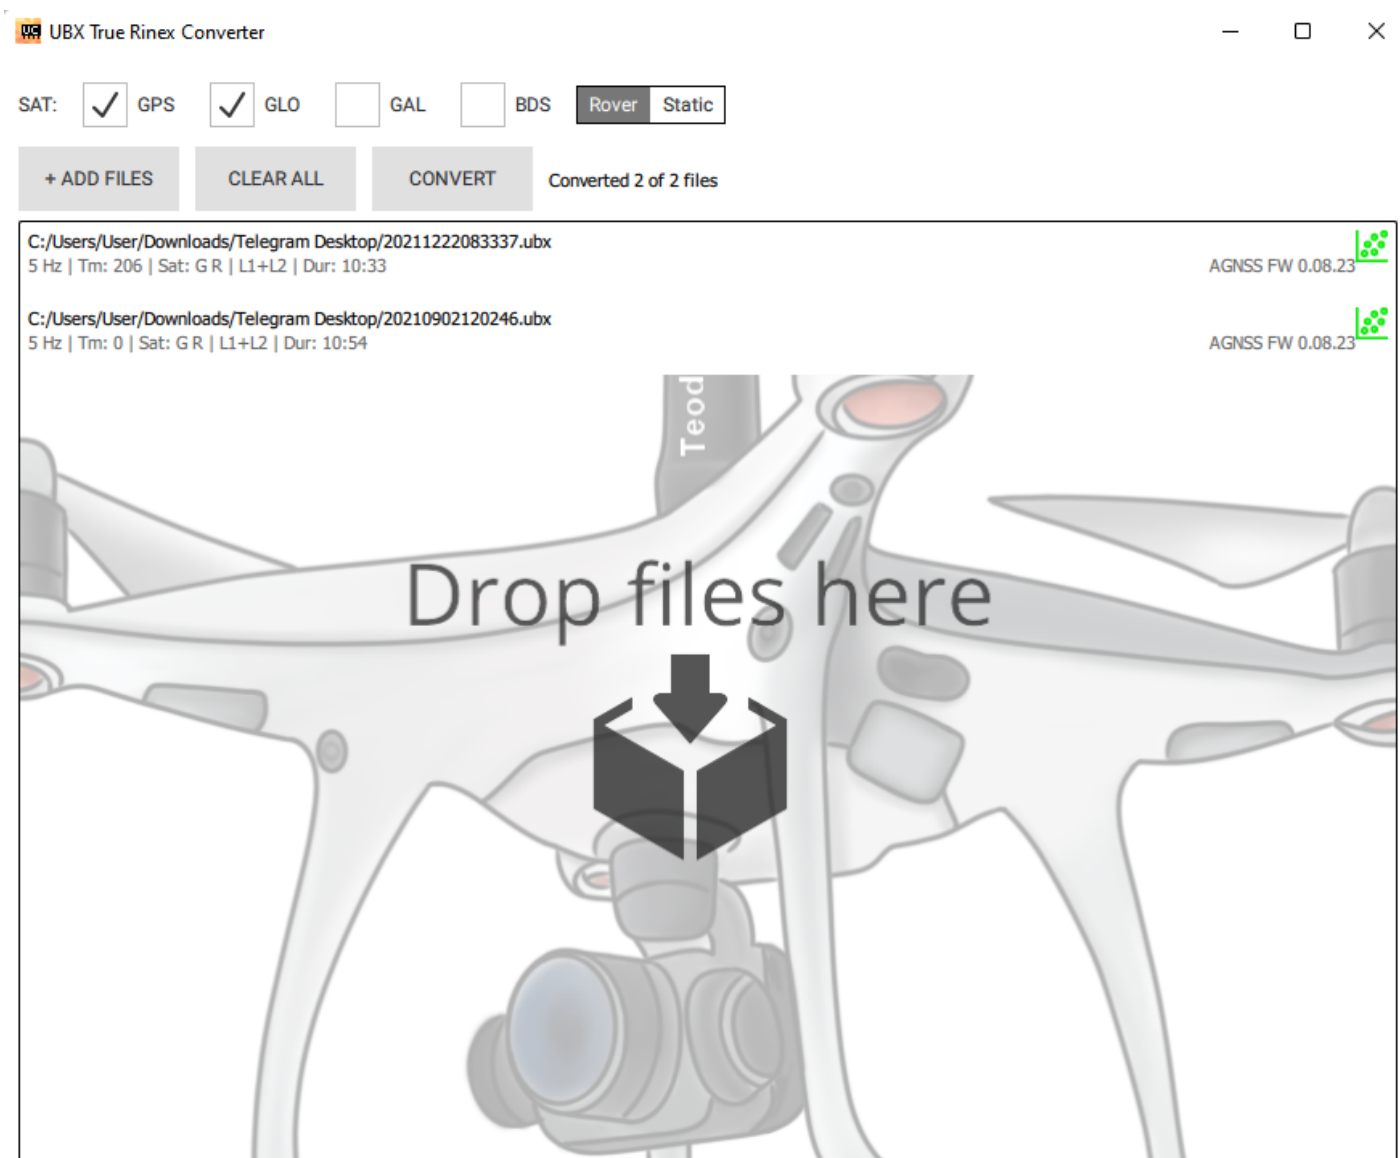 UC UBX True Rinex Converter
SAT: GPS GLO GAL BDS Rover Static
+ ADD FILES CLEAR ALL CONVERT Converted 2 of 2 files
C:/Users/User/Downloads/Telegram Desktop/20211222083337.ubx
5 Hz | Tm: 206 | Sat: G R | L1+L2 | Dur: 10:33 AGNSS FW 0.08.23
C:/Users/User/Downloads/Telegram Desktop/20210902120246.ubx
5 Hz | Tm: 0 | Sat: G R | L1+L2 | Dur: 10:54 AGNSS FW 0.08.23
Teod
Drop files here